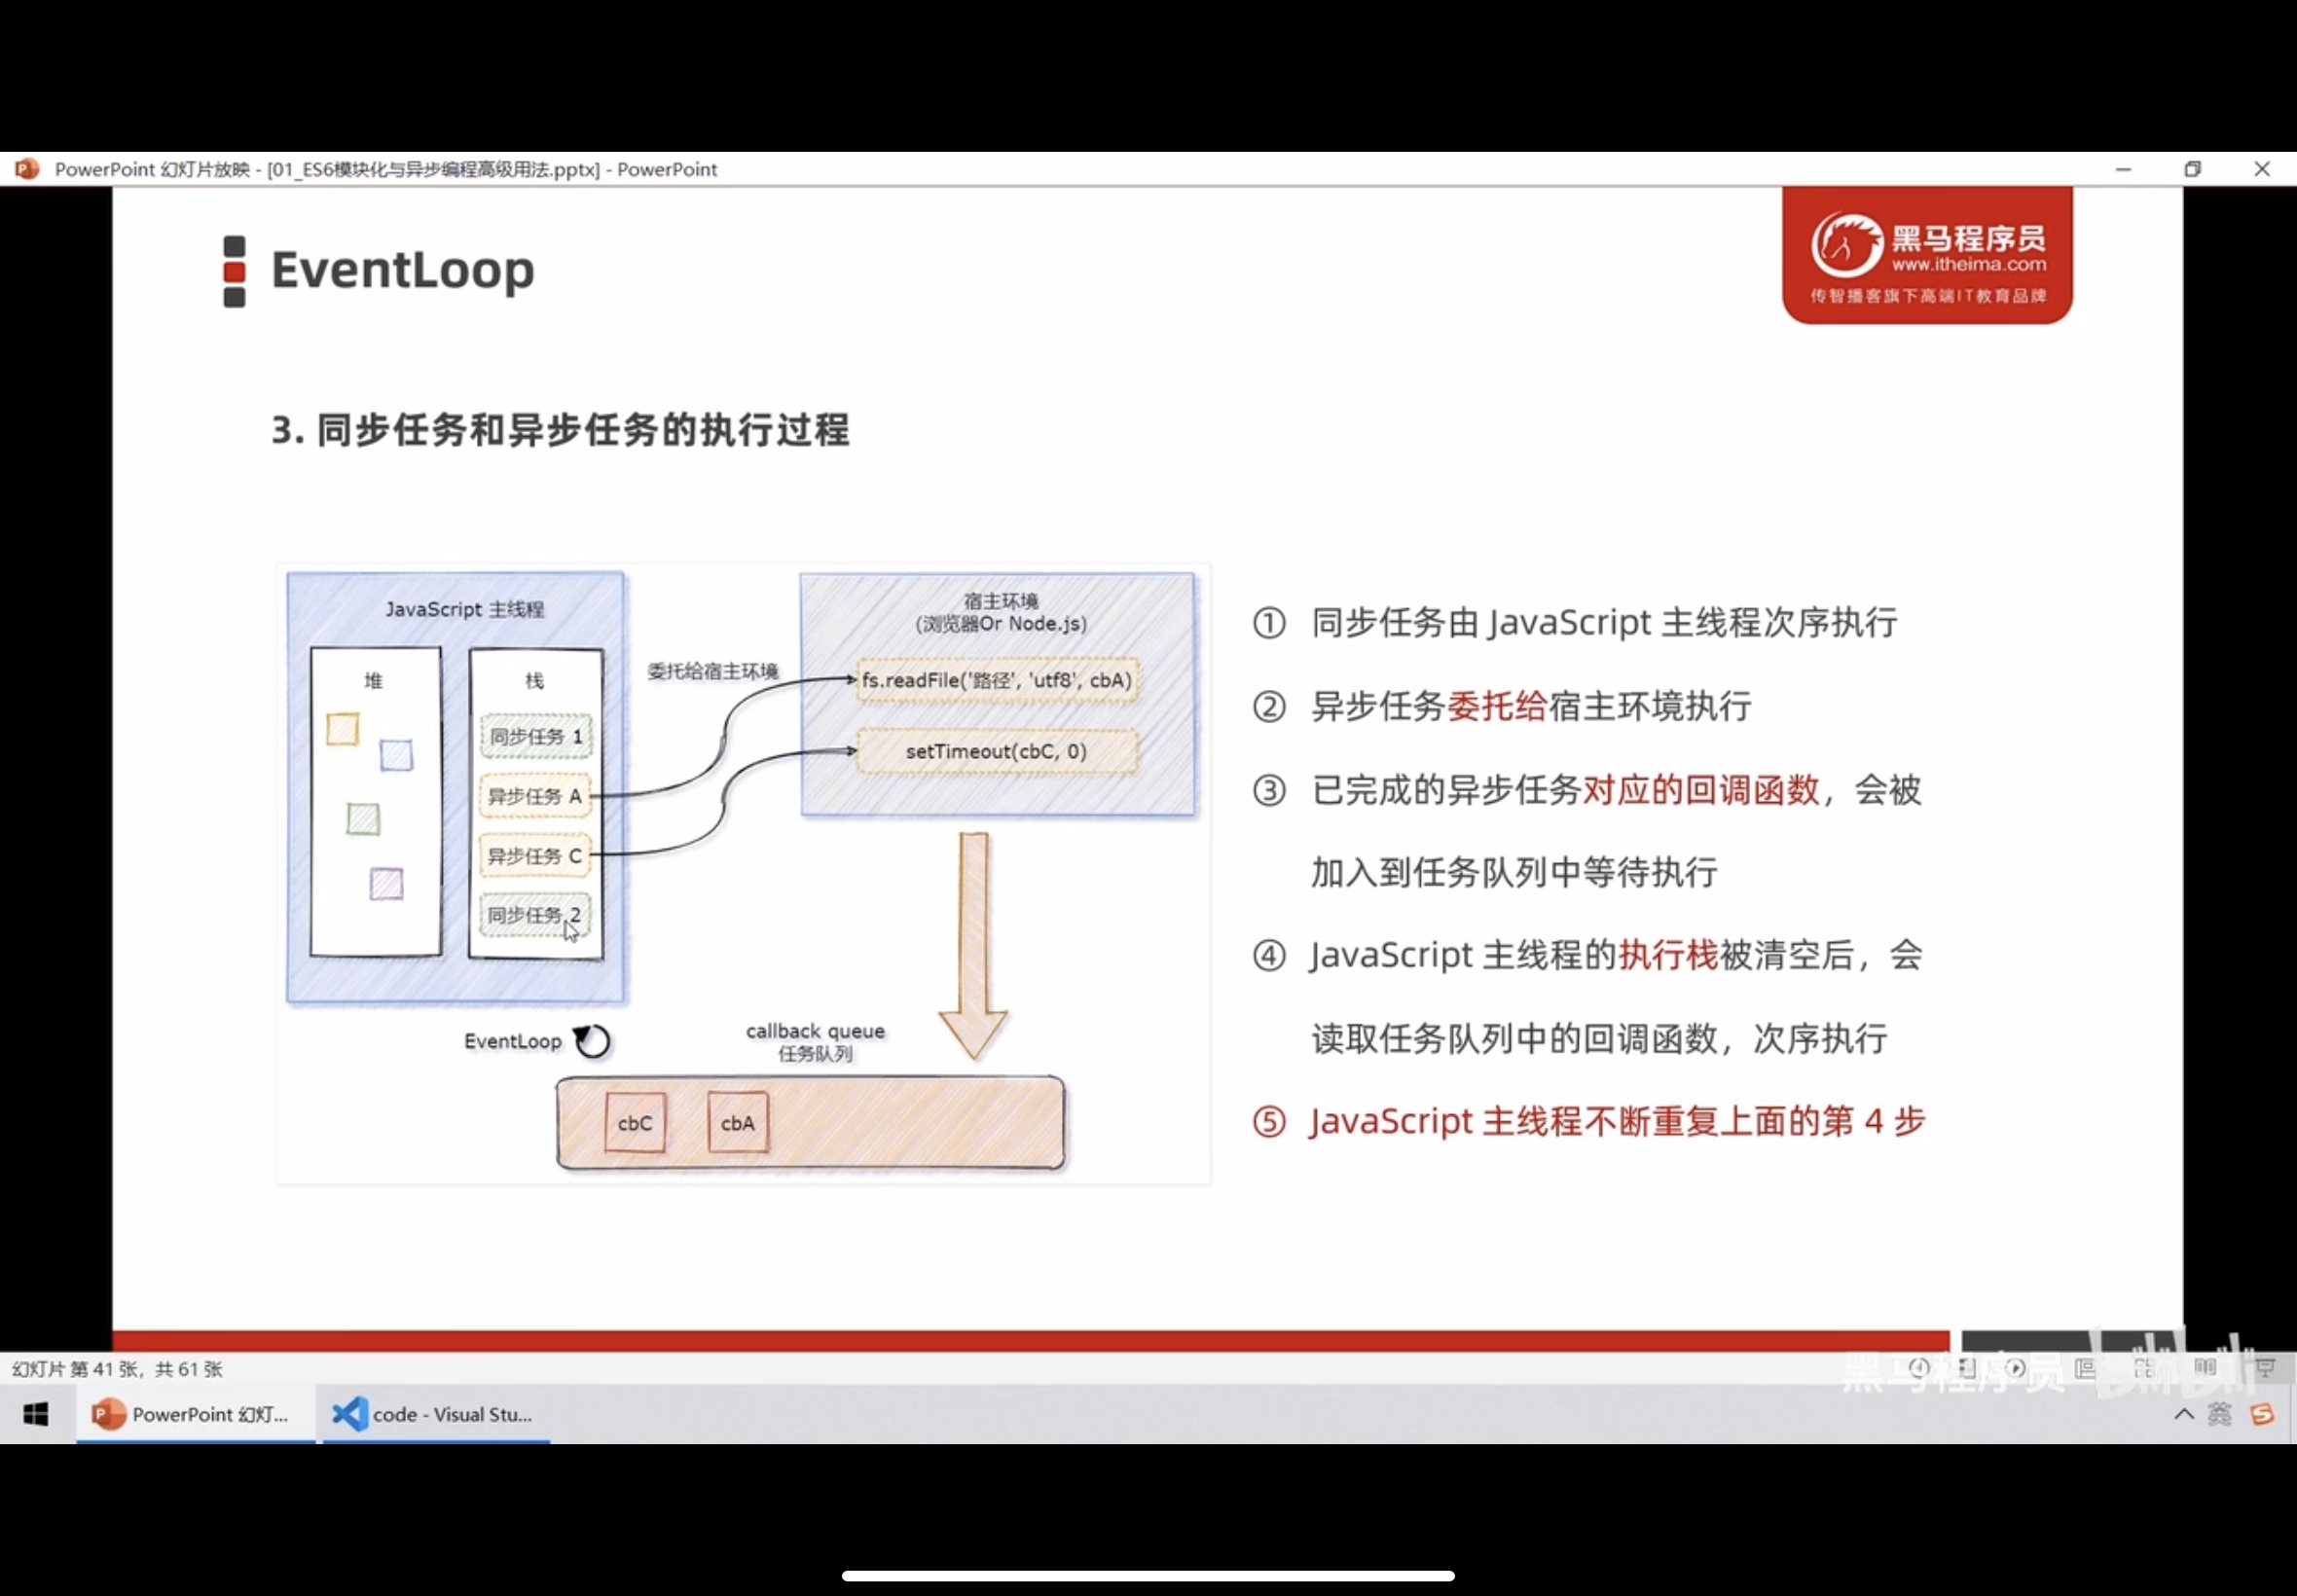 PowerPoint 幻灯片放映 - [01_ES6模块化与异步编程高级用法.pptx] - PowerPoint
EventLoop
黑马程序员
www.itheima.com
传智播客旗下高端IT教育品牌
3. 同步任务和异步任务的执行过程
JavaScript 主线程
堆
栈
同步任务 1
异步任务 A
异步任务 C
同步任务 2
委托给宿主环境
宿主环境
(浏览器Or Node.js)
fs.readFile('路径', 'utf8', cbA)
setTimeout(cbC, 0)
EventLoop
callback queue
任务队列
cbC
cbA
① 同步任务由 JavaScript 主线程次序执行
② 异步任务委托给宿主环境执行
③ 已完成的异步任务对应的回调函数，会被
加入到任务队列中等待执行
④ JavaScript 主线程的执行栈被清空后，会
读取任务队列中的回调函数，次序执行
⑤ JavaScript 主线程不断重复上面的第 4 步
幻灯片 第 41 张，共 61 张
黑马程序员
bilibili
PowerPoint 幻灯...
code - Visual Stu...
英